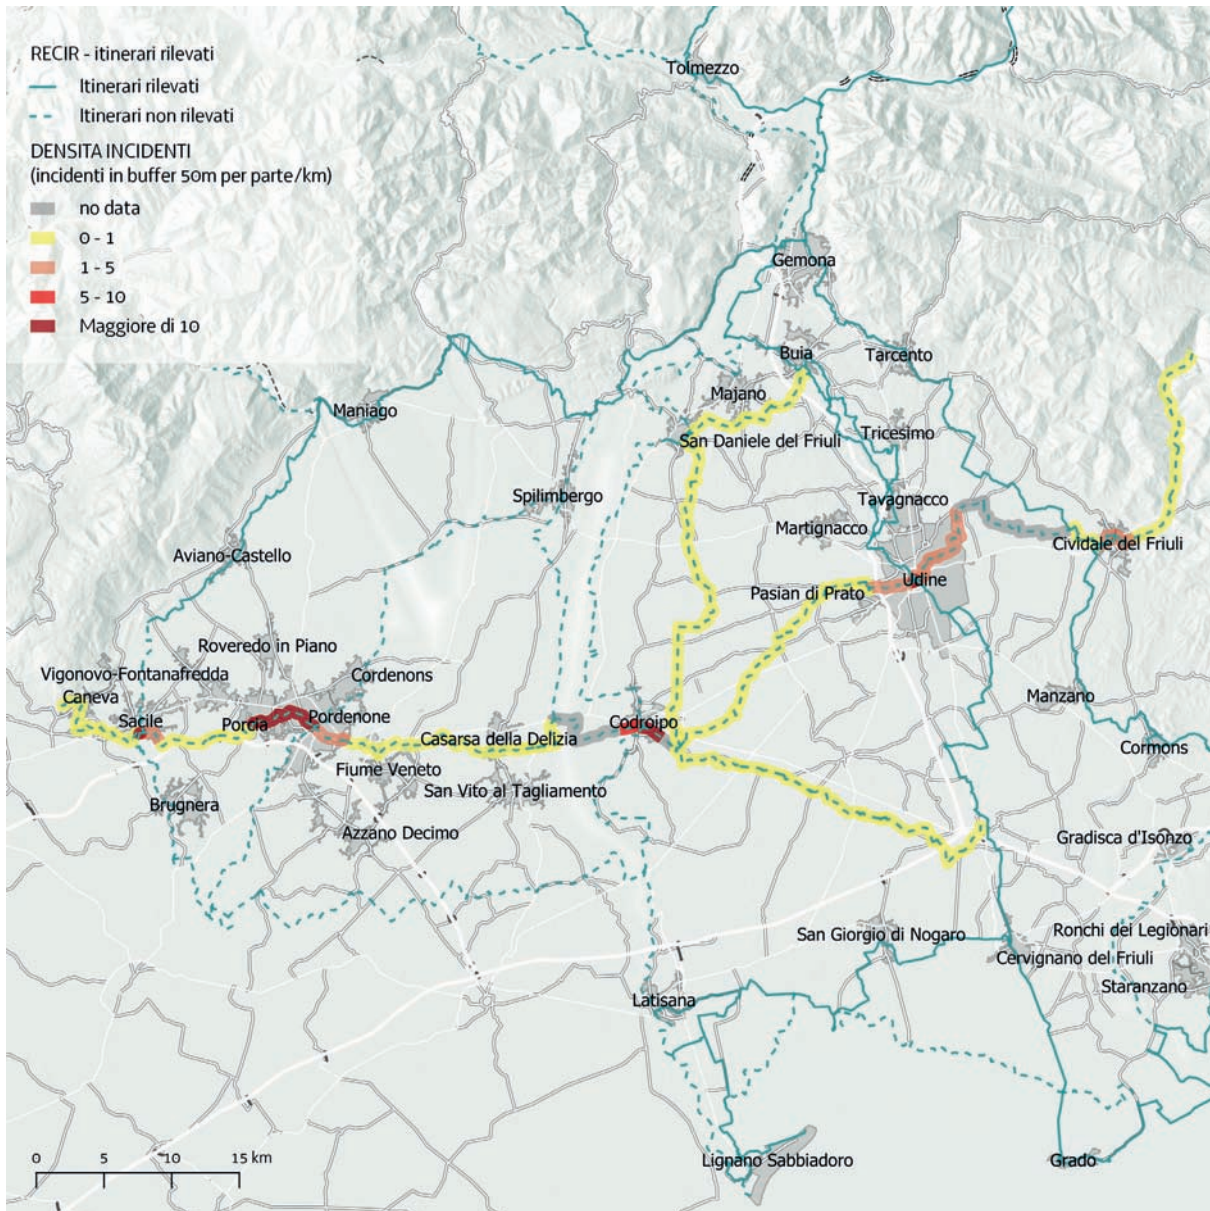 RECIR - itinerari rilevati
Itinerari rilevati
Itinerari non rilevati
DENSITA INCIDENTI
(incidenti in buffer 50m per parte/km)
no data
0 - 1
1 - 5
5 - 10
Maggiore di 10
Tolmezzo
Gemona
Buia
Tarcento
Majano
Maniago
San Daniele del Friuli
Tricesimo
Spilimbergo
Tavagnacco
Martignacco
Aviano-Castello
Cividale del Friuli
Udine
Pasian di Prato
Roveredo in Piano
Vigonovo-Fontanafredda
Cordenons
Caneva
Manzano
Sacile
Porcia
Pordenone
Codroipo
Casarsa della Delizia
Cormons
Fiume Veneto
San Vito al Tagliamento
Brugnera
Azzano Decimo
Gradisca d'Isonzo
San Giorgio di Nogaro
Ronchi dei Legionari
Cervignano del Friuli
Staranzano
Latisana
0 5 10 15 km
Lignano Sabbiadoro
Grado